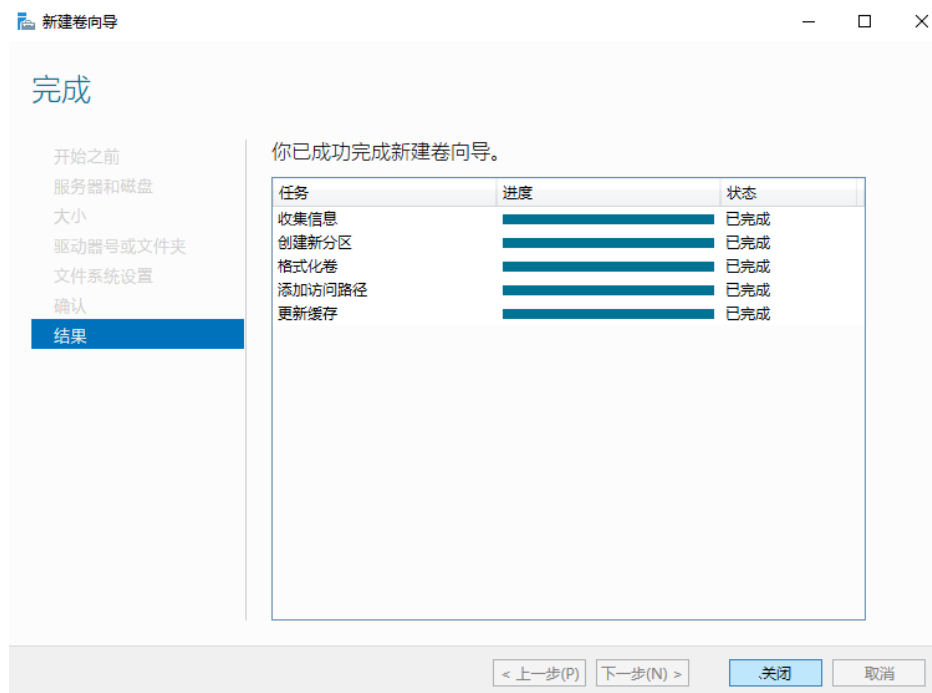 新建卷向导
完成
开始之前
服务器和磁盘
大小
驱动器号或文件夹
文件系统设置
确认
结果
你已成功完成新建卷向导。
任务 进度 状态
收集信息 已完成
创建新分区 已完成
格式化卷 已完成
添加访问路径 已完成
更新缓存 已完成
< 上一步(P) 下一步(N) > 关闭 取消